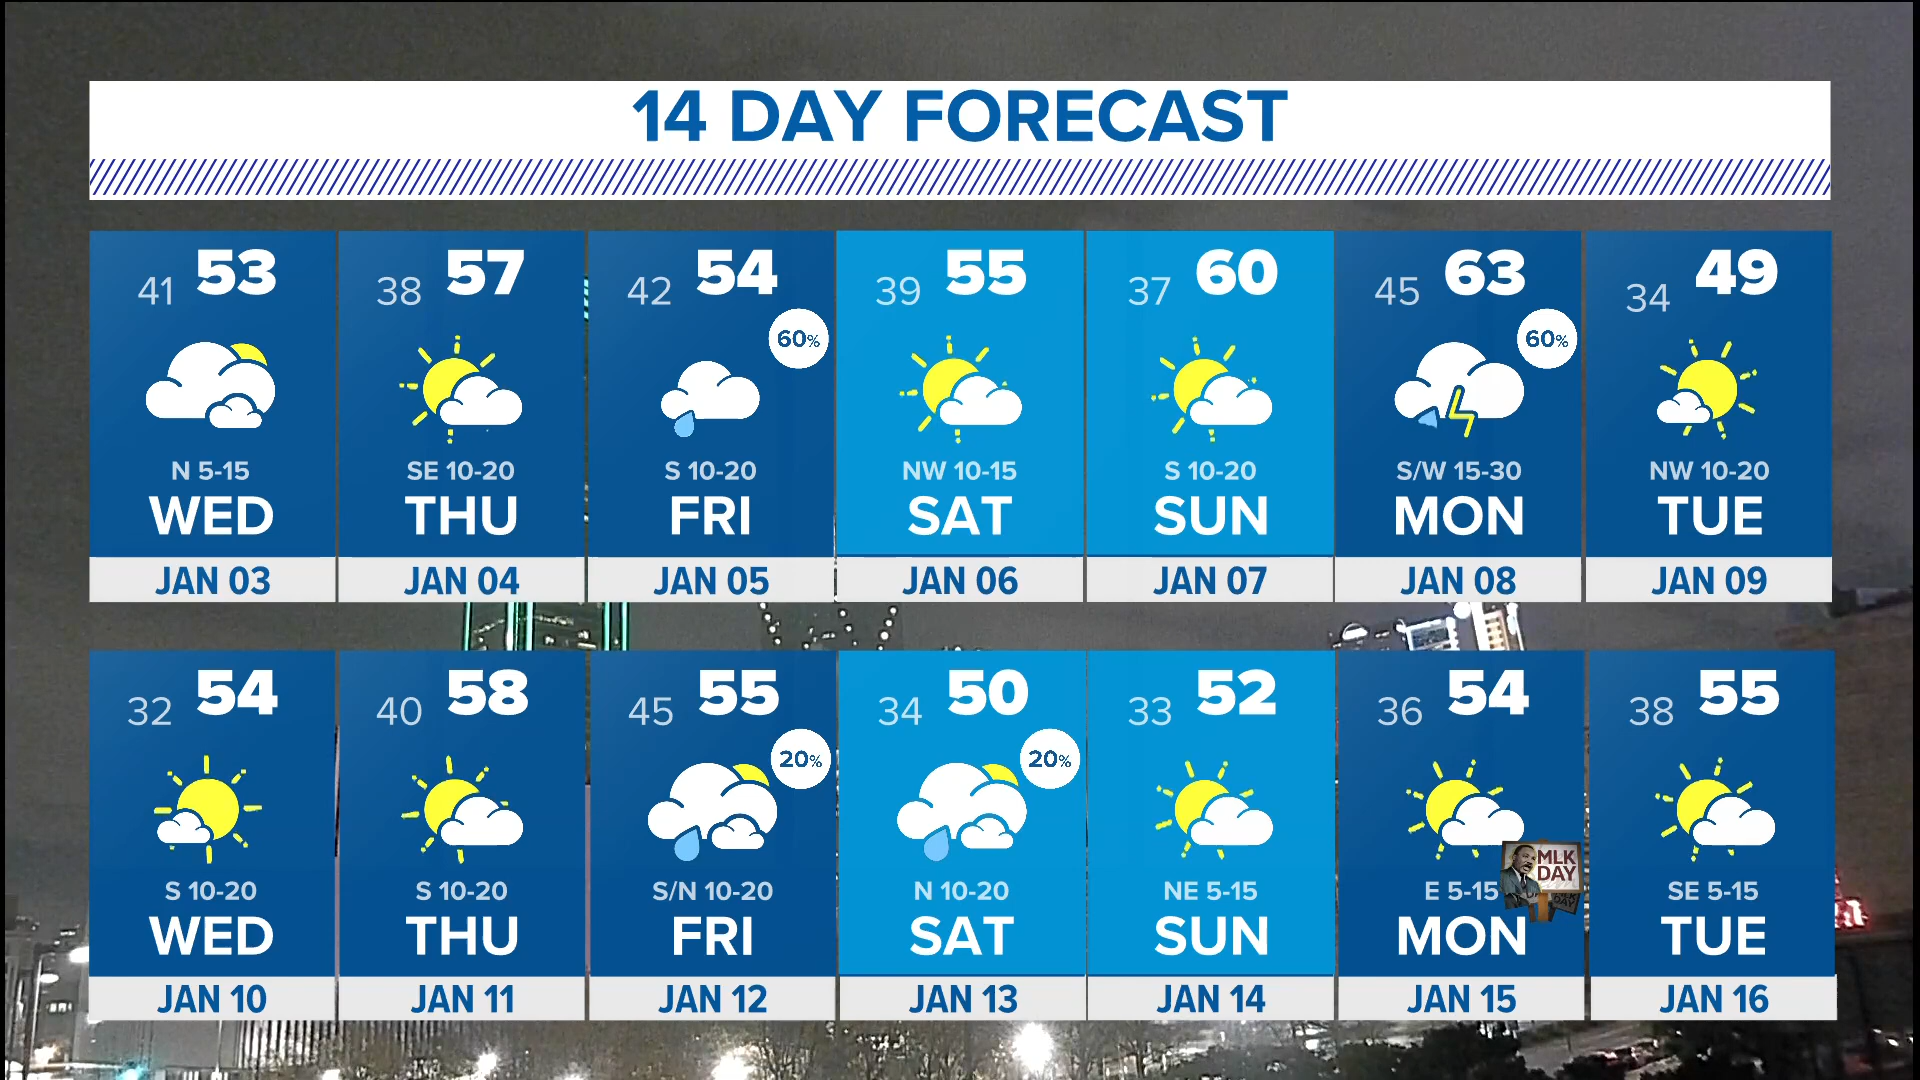 14 DAY FORECAST
41 53
N 5-15
WED
JAN 03
38 57
SE 10-20
THU
JAN 04
42 54
60%
S 10-20
FRI
JAN 05
39 55
NW 10-15
SAT
JAN 06
37 60
S 10-20
SUN
JAN 07
45 63
60%
S/W 15-30
MON
JAN 08
34 49
NW 10-20
TUE
JAN 09
32 54
S 10-20
WED
JAN 10
40 58
S 10-20
THU
JAN 11
45 55
20%
S/N 10-20
FRI
JAN 12
34 50
20%
N 10-20
SAT
JAN 13
33 52
NE 5-15
SUN
JAN 14
36 54
MLK
DAY
E 5-15
MON
JAN 15
38 55
SE 5-15
TUE
JAN 16